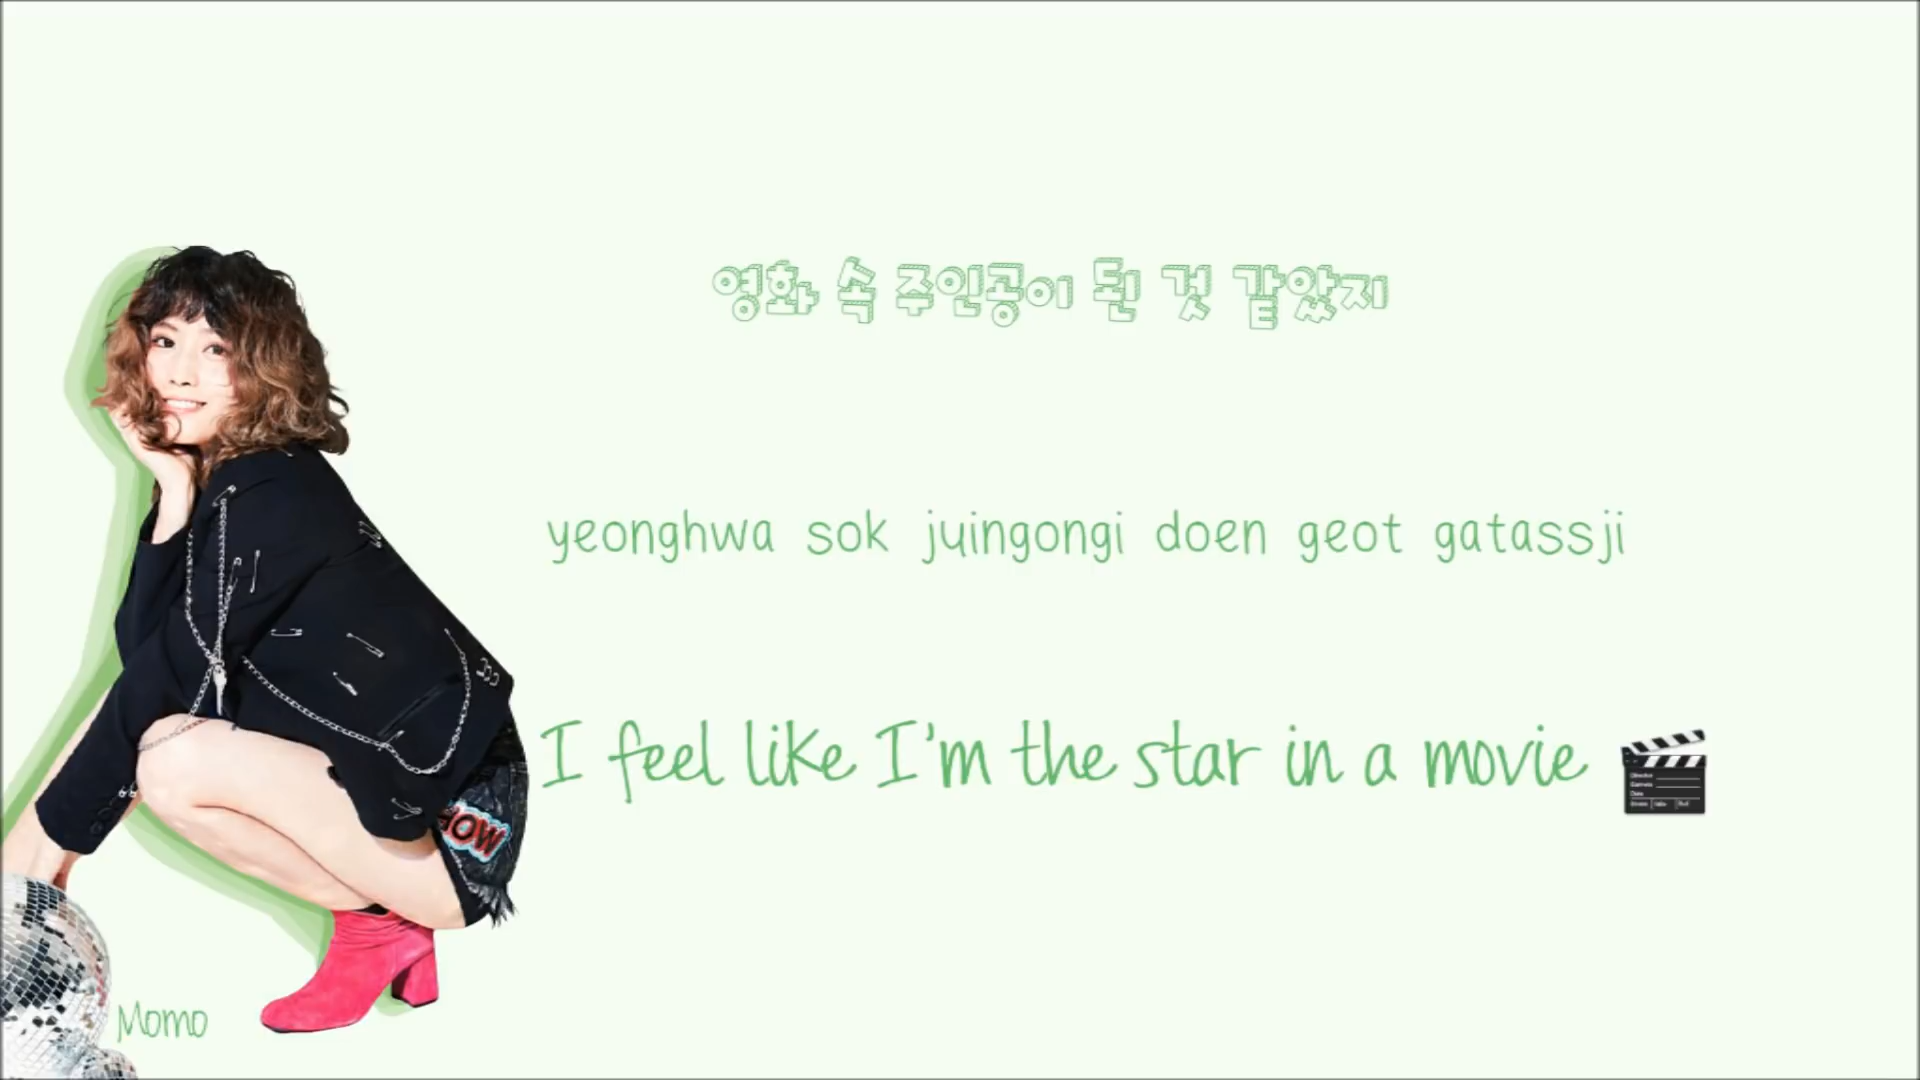 영화 속 주인공이 된 것 같았지
yeonghwa sok juingongi doen geot gatassji
I feel like I'm the star in a movie
Momo